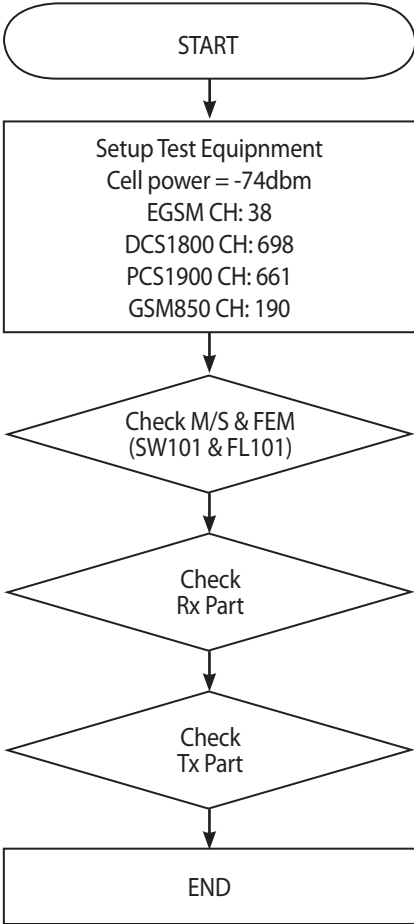 START
Setup Test Equipnment
Cell power = -74dbm
EGSM CH: 38
DCS1800 CH: 698
PCS1900 CH: 661
GSM850 CH: 190
Check M/S & FEM
(SW101 & FL101)
Check
Rx Part
Check
Tx Part
END